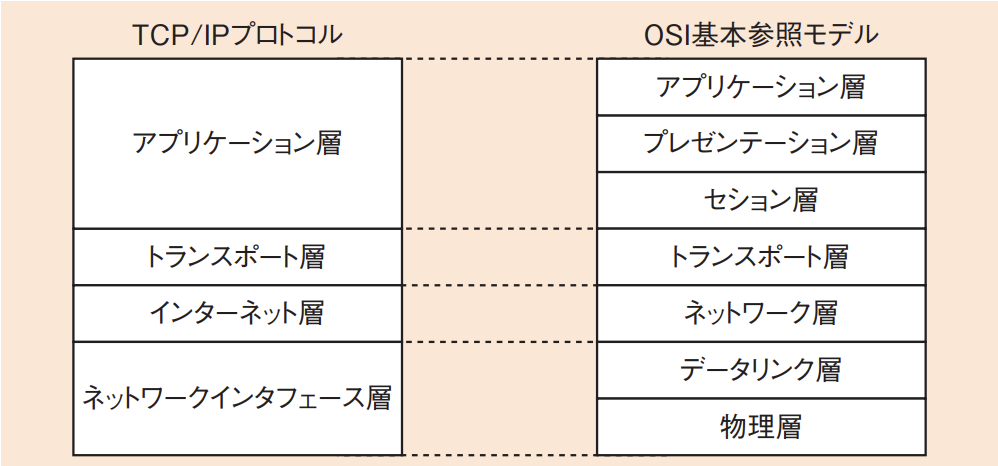 TCP/IPプロトコル
アプリケーション層
トランスポート層
インターネット層
ネットワークインタフェース層
OSI基本参照モデル
アプリケーション層
プレゼンテーション層
セション層
トランスポート層
ネットワーク層
データリンク層
物理層